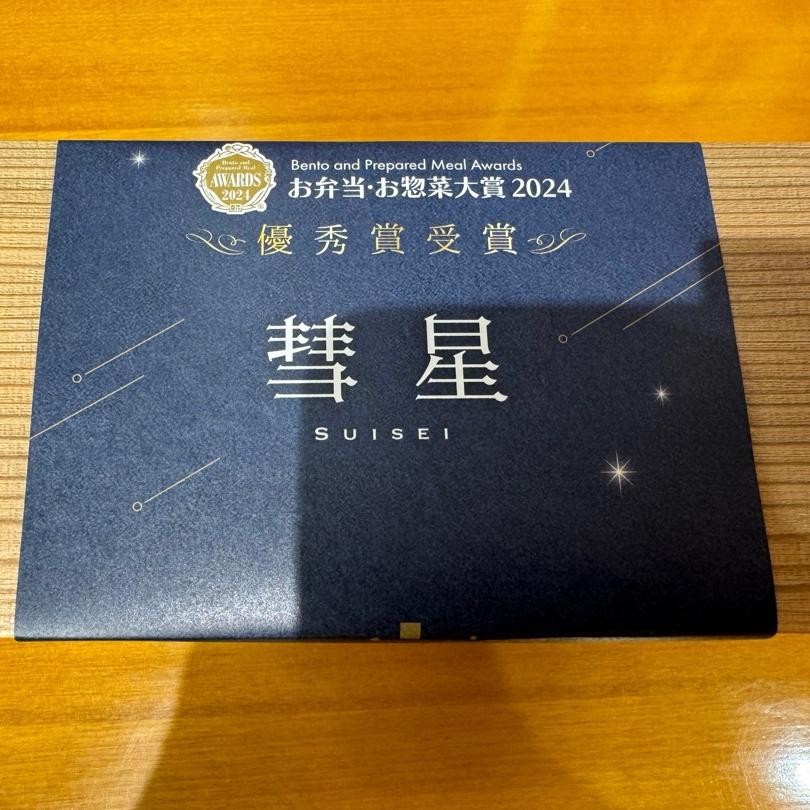 Bento and
Prepared Meal
AWARDS
2024
Bento and Prepared Meal Awards
お弁当・お惣菜大賞 2024
優秀賞受賞
彗星
SUISEI